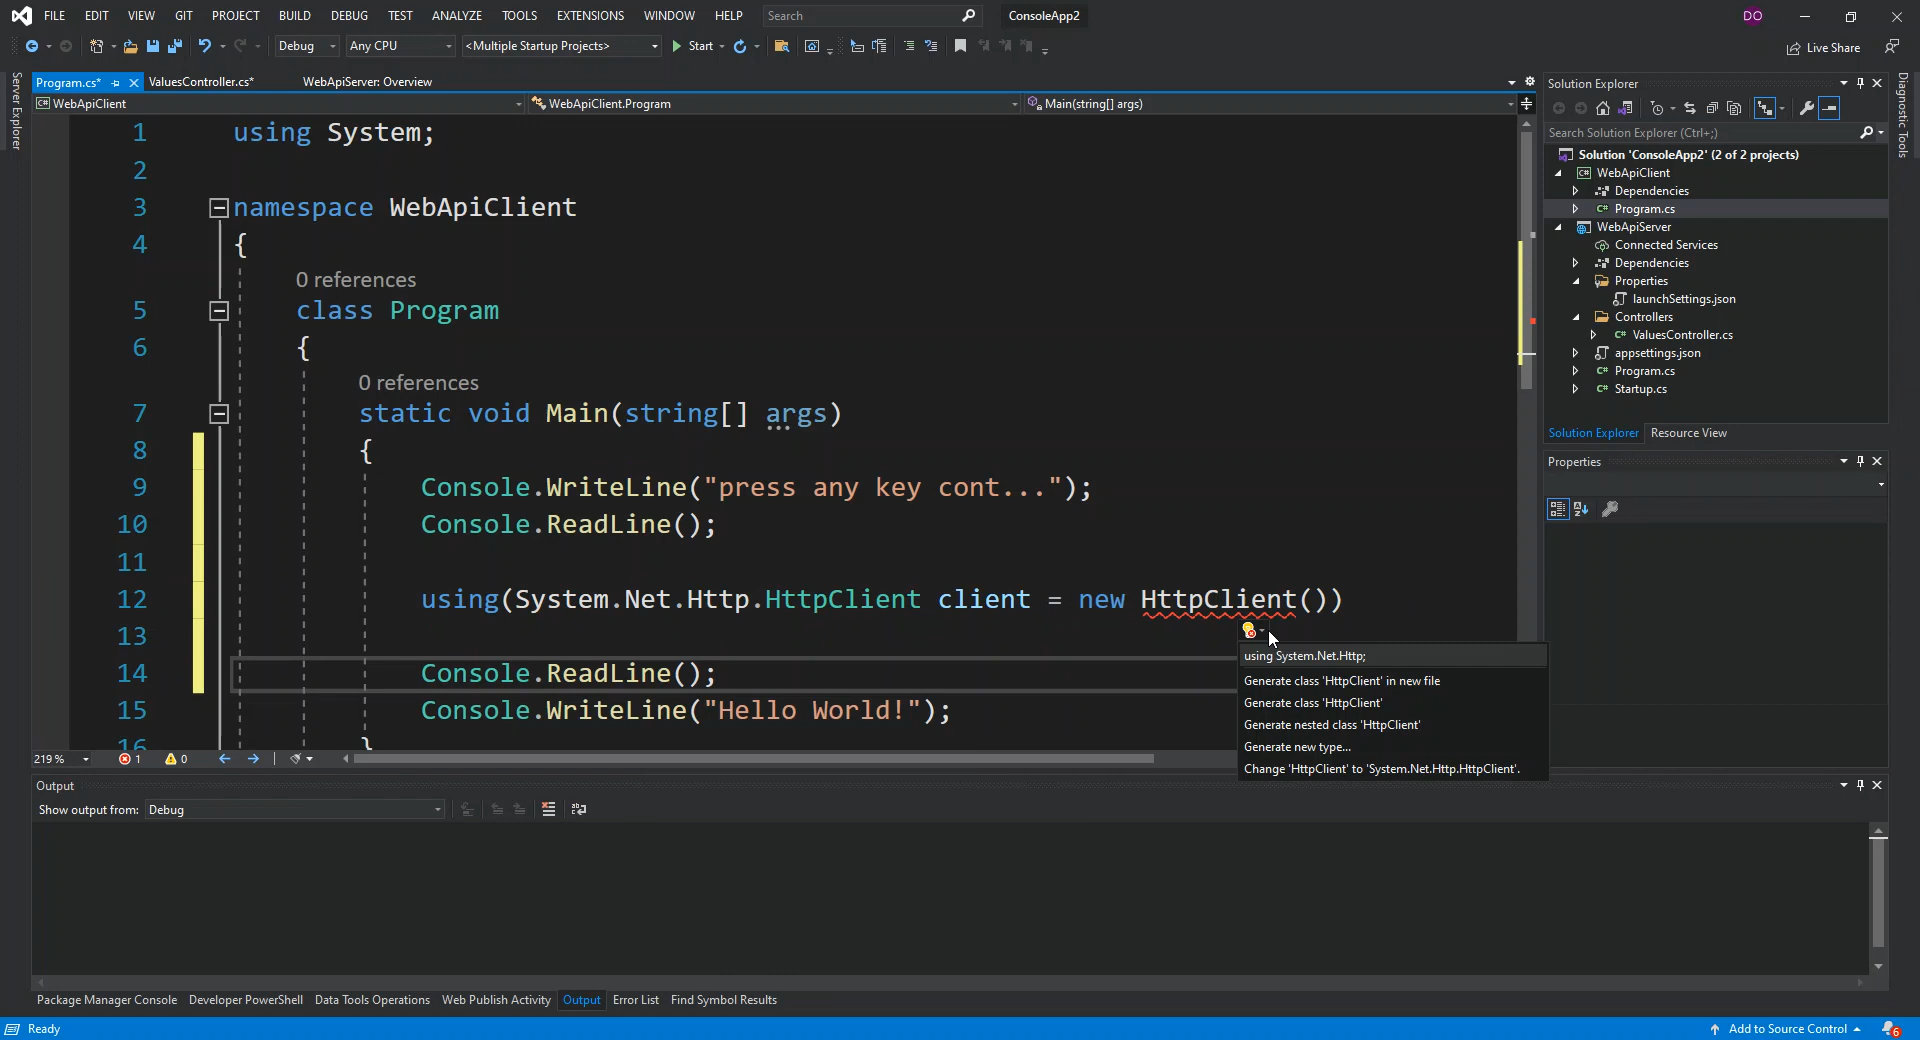 FILE EDIT VIEW GIT PROJECT BUILD DEBUG TEST ANALYZE TOOLS EXTENSIONS WINDOW HELP Search ConsoleApp2 DO
Debug Any CPU <Multiple Startup Projects> Start Live Share
Server Explorer
Program.cs* ValuesController.cs* WebApiServer: Overview
WebApiClient WebApiClient.Program Main(string[] args)
1 using System;
2
3 namespace WebApiClient
4 {
0 references
5 class Program
6 {
0 references
7 static void Main(string[] args)
8 {
9 Console.WriteLine("press any key cont...");
10 Console.ReadLine();
11
12 using(System.Net.Http.HttpClient client = new HttpClient())
13
14 Console.ReadLine();
15 Console.WriteLine("Hello World!");
16 }
using System.Net.Http;
Generate class 'HttpClient' in new file
Generate class 'HttpClient'
Generate nested class 'HttpClient'
Generate new type...
Change 'HttpClient' to 'System.Net.Http.HttpClient'.
219 % 1 0
Solution Explorer
Search Solution Explorer (Ctrl+;)
Solution 'ConsoleApp2' (2 of 2 projects)
WebApiClient
Dependencies
C# Program.cs
WebApiServer
Connected Services
Dependencies
Properties
launchSettings.json
Controllers
C# ValuesController.cs
appsettings.json
C# Program.cs
C# Startup.cs
Solution Explorer Resource View
Properties
Diagnostic Tools
Output
Show output from: Debug
Package Manager Console Developer PowerShell Data Tools Operations Web Publish Activity Output Error List Find Symbol Results
Ready Add to Source Control 6